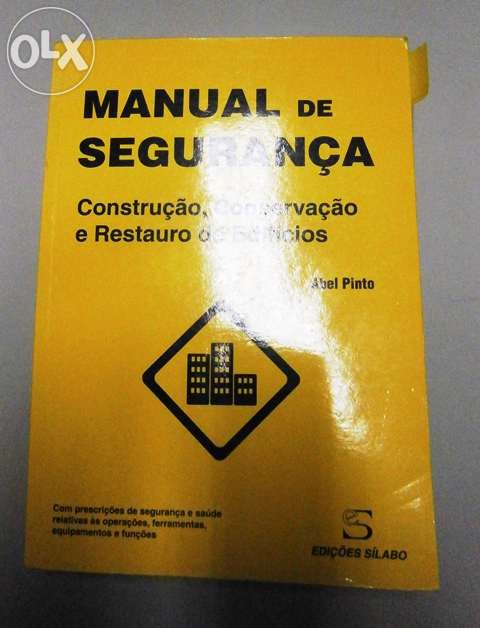 OLX
MANUAL DE
SEGURANÇA
Construção, Conservação
e Restauro de Edifícios
Abel Pinto
Com prescrições de segurança e saúde
relativas às operações, ferramentas,
equipamentos e funções
EDIÇÕES SÍLABO